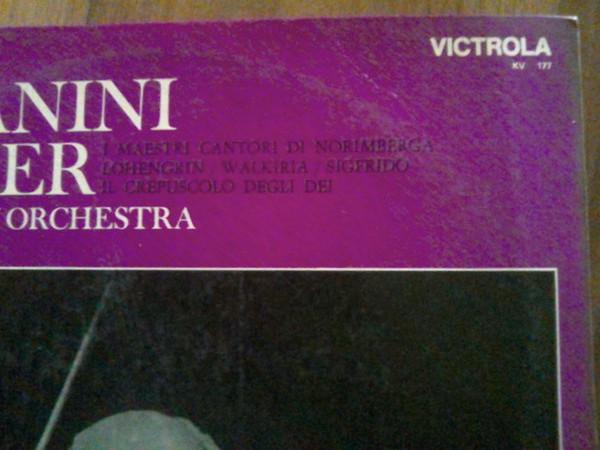 VICTROLA
KV 177
ANINI
I MAESTRI CANTORI DI NORIMBERGA
ER LOHENGRIN / WALKIRIA / SIGFRIDO
IL CREPUSCOLO DEGLI DEI
ORCHESTRA